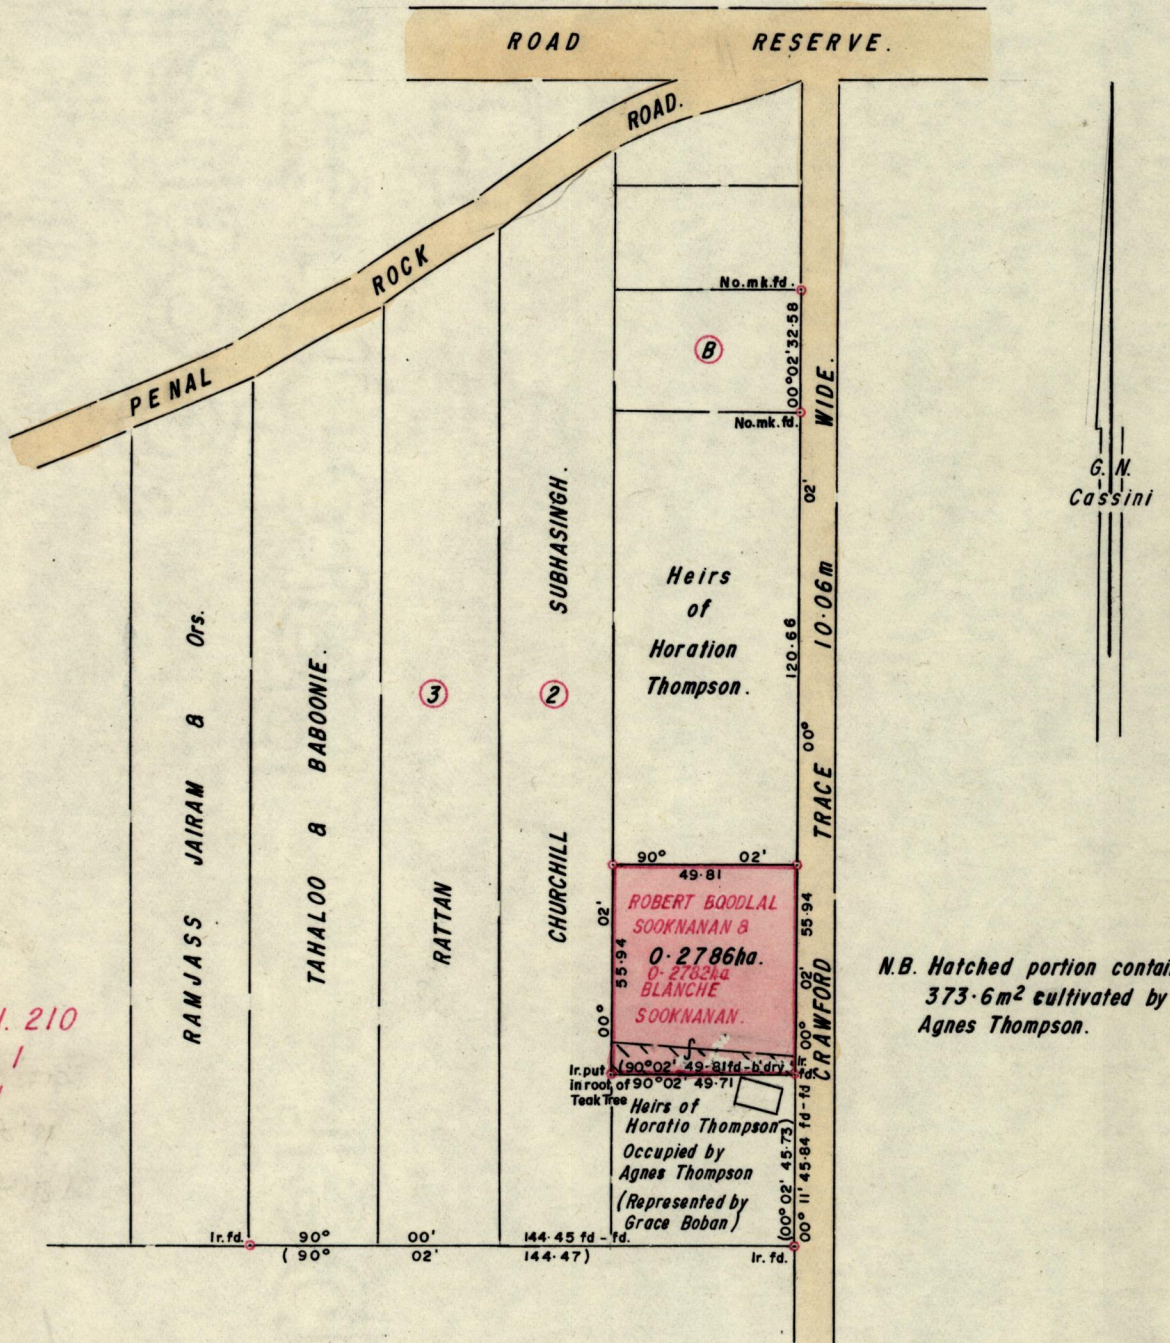 ROAD RESERVE.
PENAL ROCK ROAD.
No.mk.fd.
B
00°02' 32·58
No.mk.fd.
G. N.
Cassini
CRAWFORD TRACE 10·06m WIDE.
00° 120·66 02'
Heirs
of
Horation
Thompson.
RAMJASS JAIRAM & Ors.
TAHALOO & BABOONIE.
3
RATTAN
2
CHURCHILL SUBHASINGH.
90° 02'
49·81
00° 55·94 02'
00° 02' 55·94
ROBERT BOODLAL
SOOKNANAN &
0·2786ha.
0·2782ha
BLANCHE
SOOKNANAN.
N.B. Hatched portion contai
373·6m² cultivated by
Agnes Thompson.
210
1
Ir. put
in root of
Teak Tree
(90°02' 49·81fd-b'dry
Ir.
fd.
90°02' 49·71
Heirs of
Horatio Thompson
Occupied by
Agnes Thompson
(Represented by
Grace Boban)
(00°02' 45·73)
00° 11' 45·84 fd-fd
Ir. fd.
90° 00' 144·45 fd-fd.
(90° 02' 144·47)
Ir. fd.